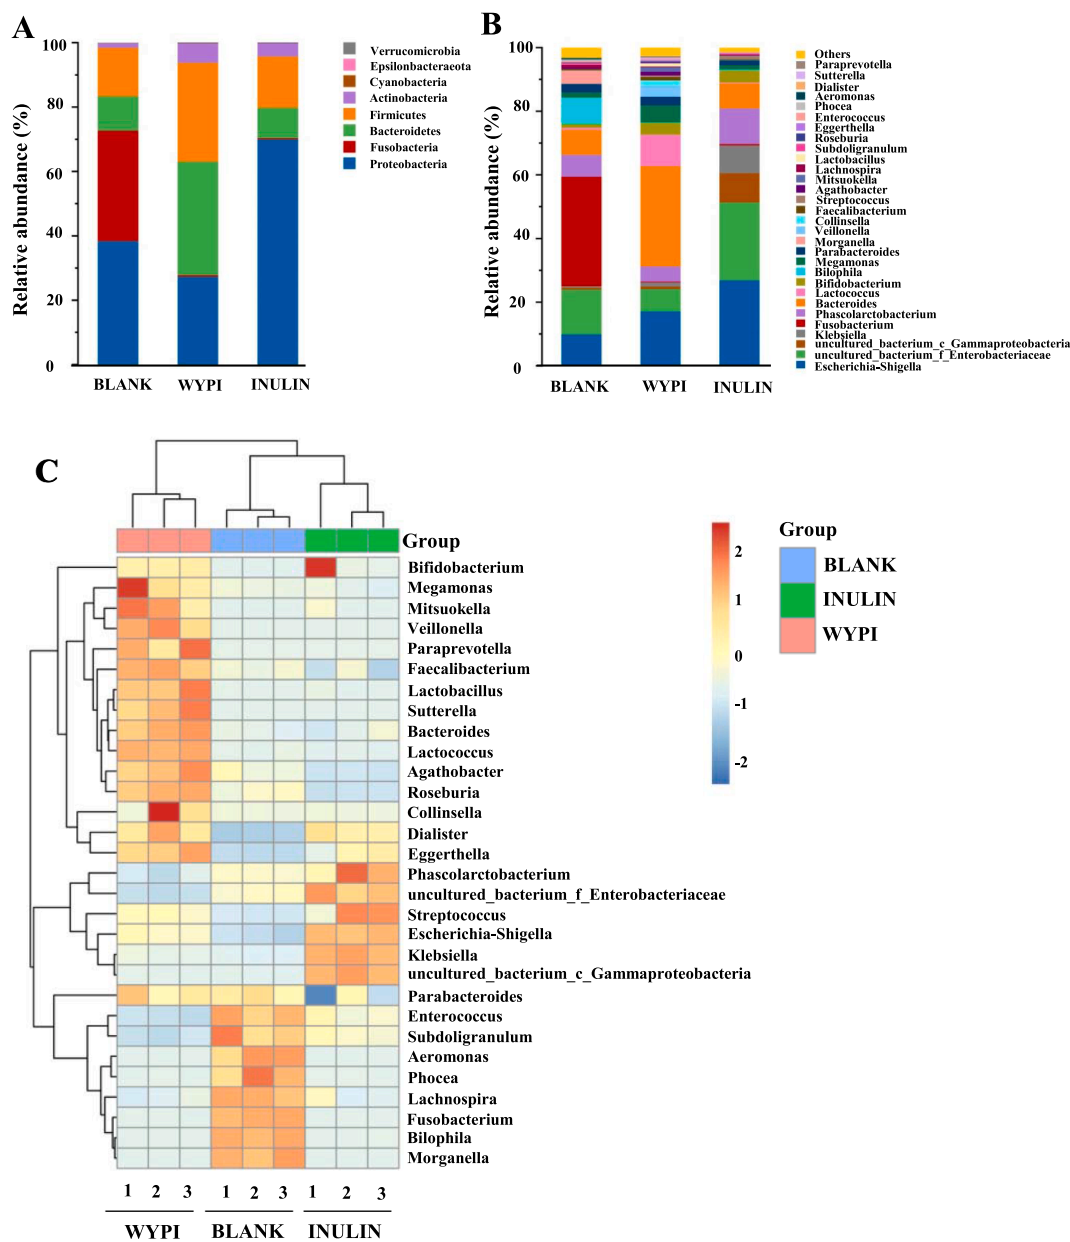 A
Relative abundance (%)
100
80
60
40
20
0
BLANK WYPI INULIN
Verrucomicrobia
Epsilonbacteraeota
Cyanobacteria
Actinobacteria
Firmicutes
Bacteroidetes
Fusobacteria
Proteobacteria
B
Relative abundance (%)
100
80
60
40
20
0
BLANK WYPI INULIN
Others
Paraprevotella
Sutterella
Dialister
Aeromonas
Phocea
Enterococcus
Eggerthella
Roseburia
Subdoligranulum
Lactobacillus
Lachnospira
Mitsuokella
Agathobacter
Streptococcus
Faecalibacterium
Collinsella
Veillonella
Morganella
Parabacteroides
Megamonas
Bilophila
Bifidobacterium
Lactococcus
Bacteroides
Phascolarctobacterium
Fusobacterium
Klebsiella
uncultured_bacterium_c_Gammaproteobacteria
uncultured_bacterium_f_Enterobacteriaceae
Escherichia-Shigella
C
Group
Bifidobacterium
Megamonas
Mitsuokella
Veillonella
Paraprevotella
Faecalibacterium
Lactobacillus
Sutterella
Bacteroides
Lactococcus
Agathobacter
Roseburia
Collinsella
Dialister
Eggerthella
Phascolarctobacterium
uncultured_bacterium_f_Enterobacteriaceae
Streptococcus
Escherichia-Shigella
Klebsiella
uncultured_bacterium_c_Gammaproteobacteria
Parabacteroides
Enterococcus
Subdoligranulum
Aeromonas
Phocea
Lachnospira
Fusobacterium
Bilophila
Morganella
1 2 3 1 2 3 1 2 3
WYPI BLANK INULIN
2
1
0
-1
-2
Group
BLANK
INULIN
WYPI